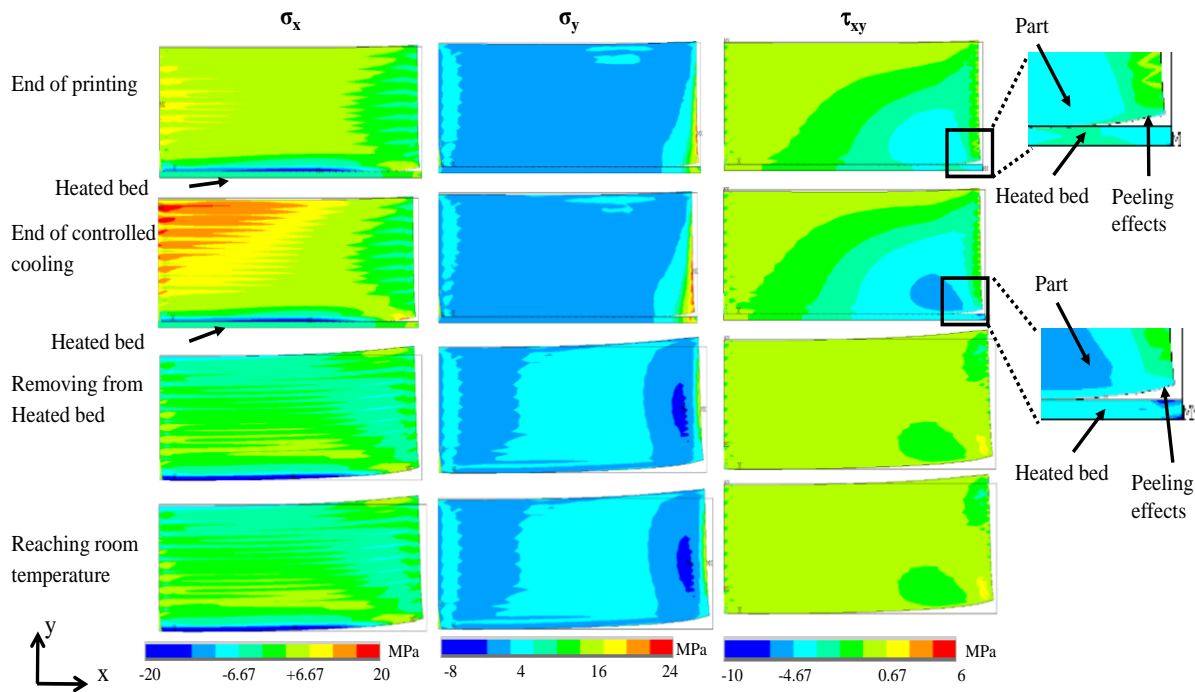 σx σy τxy
End of printing
Part
Heated bed
Heated bed
Peeling
effects
End of controlled
cooling
Part
Heated bed
Removing from
Heated bed
Heated bed
Peeling
effects
Reaching room
temperature
y
x
-20 -6.67 +6.67 20 MPa
-8 4 16 24 MPa
-10 -4.67 0.67 6 MPa